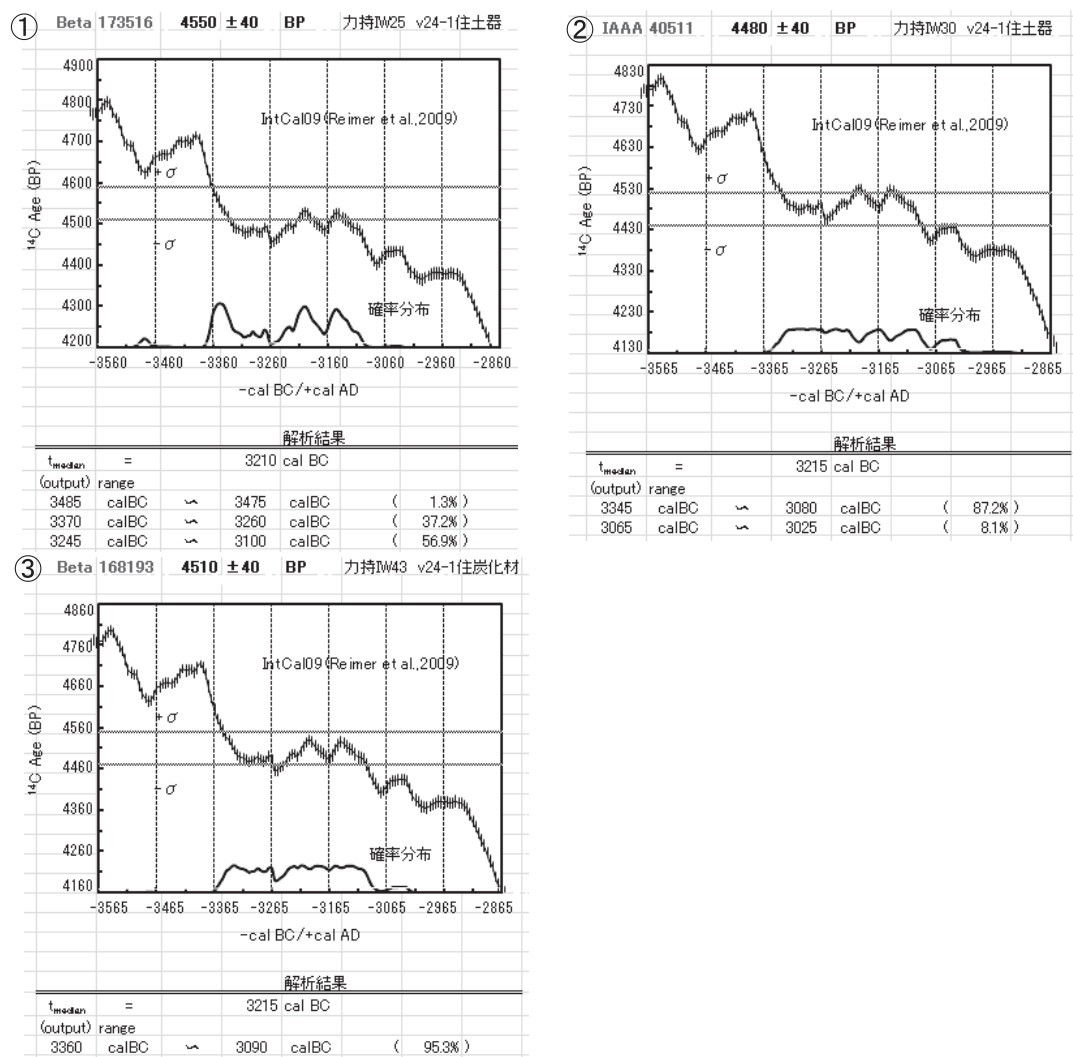 ① Beta 173516 4550 ±40 BP 力持IW25 v24-1住土器
4900
4800
4700
4600
4500
4400
4300
4200
¹⁴C Age (BP)
IntCal09(Reimer et al.,2009)
+σ
-σ
確率分布
-3560 -3460 -3360 -3260 -3160 -3060 -2960 -2860
-cal BC/+cal AD
解析結果
tmedian = 3210 cal BC
(output) range
3485 calBC ~ 3475 calBC ( 1.3% )
3370 calBC ~ 3260 calBC ( 37.2% )
3245 calBC ~ 3100 calBC ( 56.9% )
② IAAA 40511 4480 ±40 BP 力持IW30 v24-1住土器
4830
4730
4630
4530
4430
4330
4230
4130
¹⁴C Age (BP)
IntCal09(Reimer et al.,2009)
+σ
-σ
確率分布
-3565 -3465 -3365 -3265 -3165 -3065 -2965 -2865
-cal BC/+cal AD
解析結果
tmedian = 3215 cal BC
(output) range
3345 calBC ~ 3080 calBC ( 87.2% )
3065 calBC ~ 3025 calBC ( 8.1% )
③ Beta 168193 4510 ±40 BP 力持IW43 v24-1住炭化材
4860
4760
4660
4560
4460
4360
4260
4160
¹⁴C Age (BP)
IntCal09(Reimer et al.,2009)
+σ
-σ
確率分布
-3565 -3465 -3365 -3265 -3165 -3065 -2965 -2865
-cal BC/+cal AD
解析結果
tmedian = 3215 cal BC
(output) range
3360 calBC ~ 3090 calBC ( 95.3% )